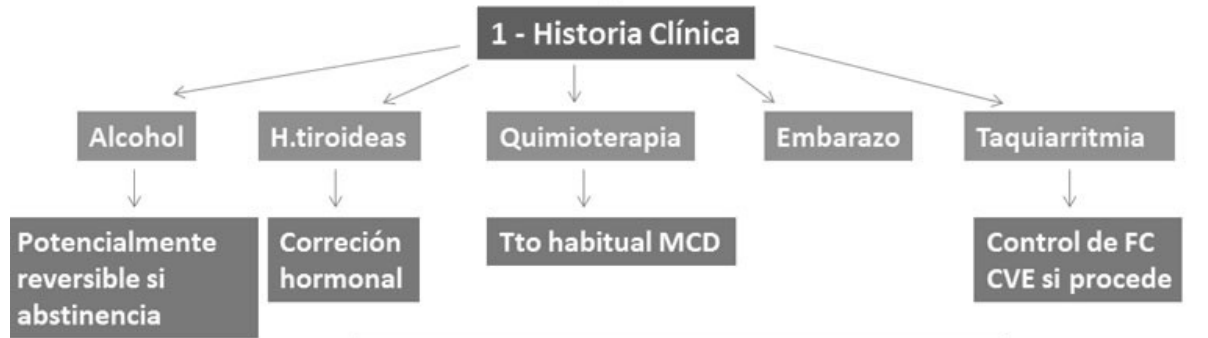 1 - Historia Clínica
Alcohol
H.tiroideas
Quimioterapia
Embarazo
Taquiarritmia
Potencialmente
reversible si
abstinencia
Correción
hormonal
Tto habitual MCD
Control de FC
CVE si procede